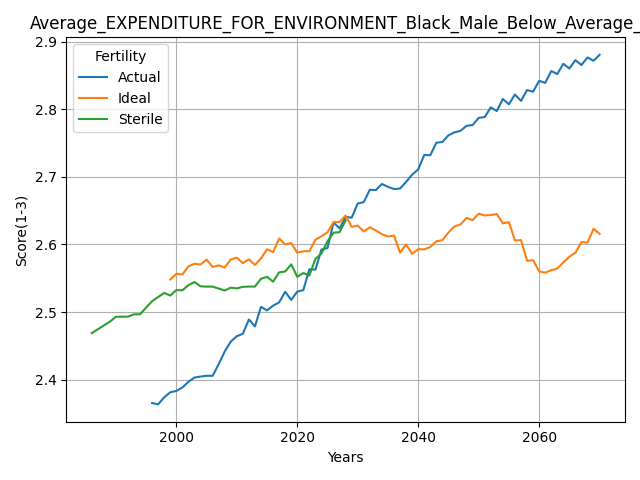 Average_EXPENDITURE_FOR_ENVIRONMENT_Black_Male_Below_Average_
Fertility
Actual
Ideal
Sterile
Score(1-3)
2.9
2.8
2.7
2.6
2.5
2.4
2000
2020
2040
2060
Years